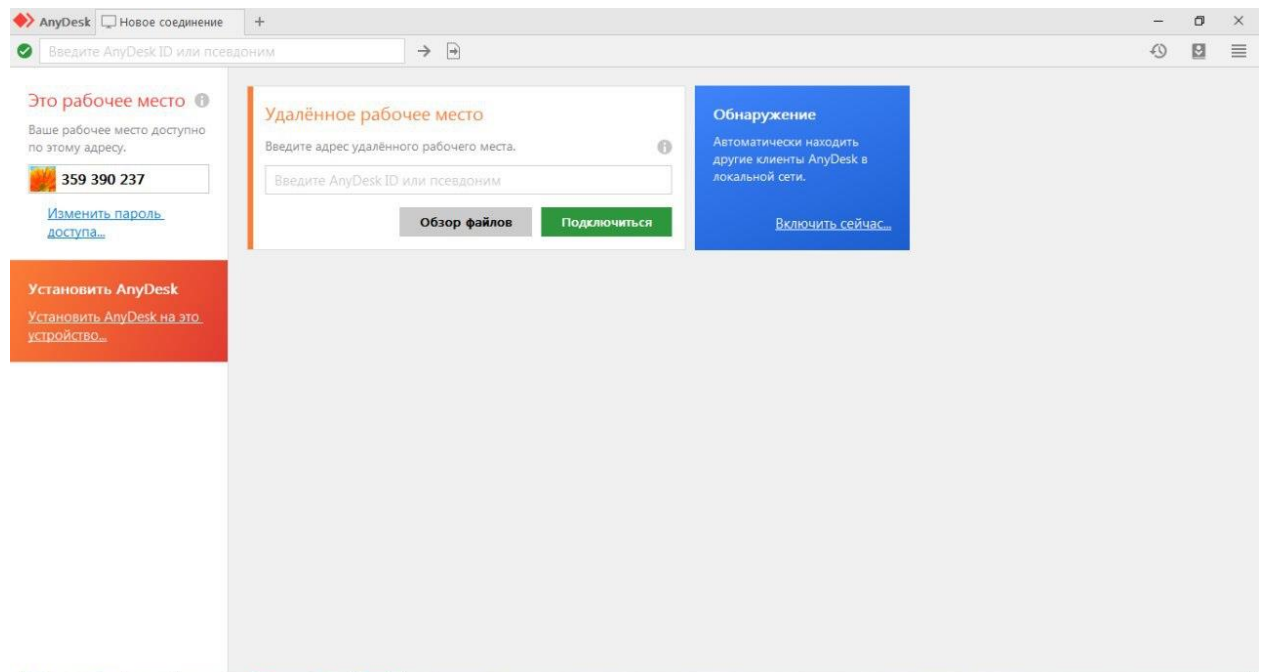 AnyDesk
Новое соединение
+
Введите AnyDesk ID или псевдоним
Это рабочее место
Ваше рабочее место доступно
по этому адресу.
359 390 237
Изменить пароль
доступа...
Установить AnyDesk
Установить AnyDesk на это
устройство...
Удалённое рабочее место
Введите адрес удалённого рабочего места.
Введите AnyDesk ID или псевдоним
Обзор файлов
Подключиться
Обнаружение
Автоматически находить
другие клиенты AnyDesk в
локальной сети.
Включить сейчас...